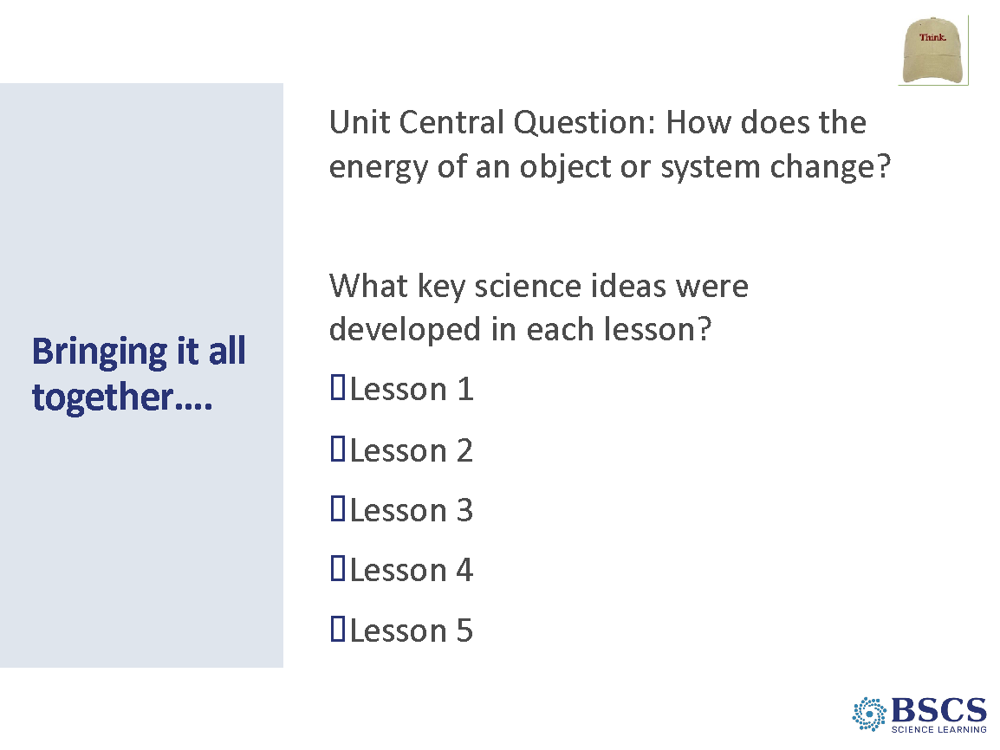 Think.
Unit Central Question: How does the
energy of an object or system change?
What key science ideas were
developed in each lesson?
Bringing it all
together....
Lesson 1
Lesson 2
Lesson 3
Lesson 4
Lesson 5
BSCS
SCIENCE LEARNING